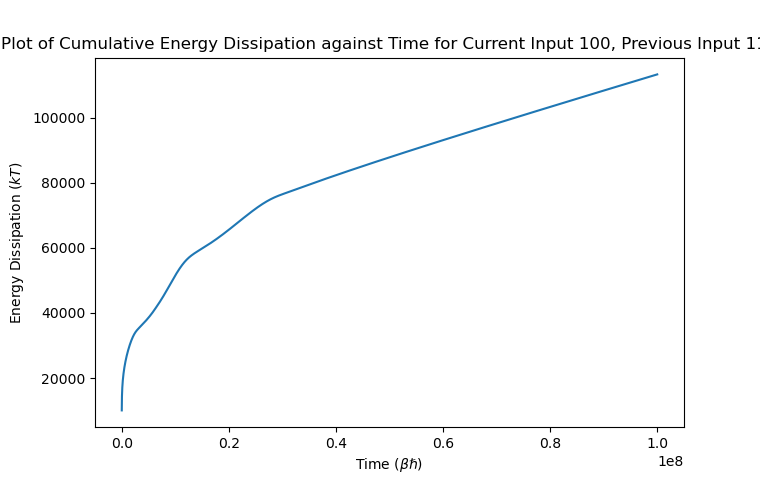 Plot of Cumulative Energy Dissipation against Time for Current Input 100, Previous Input 11
100000
80000
60000
40000
20000
Energy Dissipation (kT)
0.0 0.2 0.4 0.6 0.8 1.0
1e8
Time (βħ)